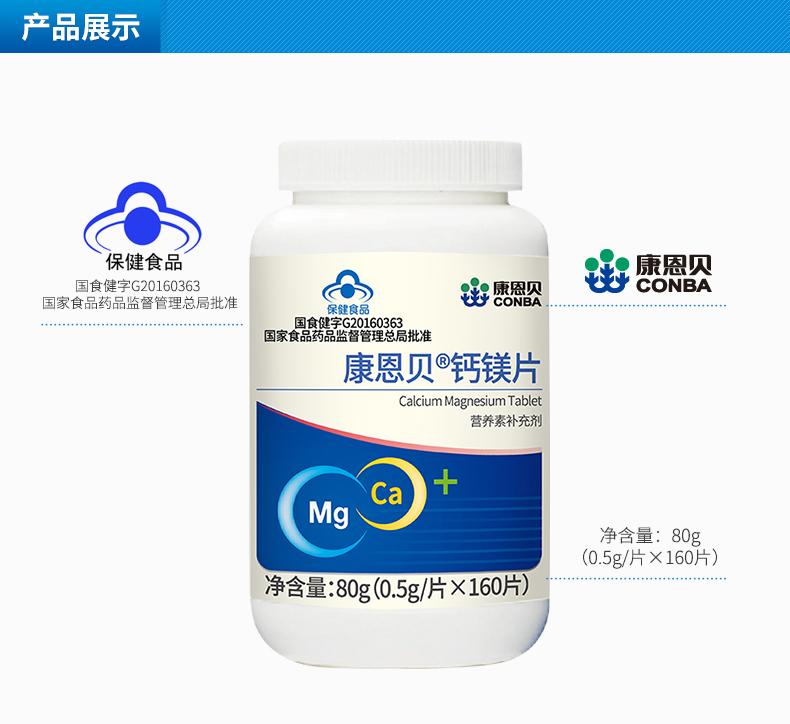 产品展示
保健食品
国食健字G20160363
国家食品药品监督管理总局批准
康恩贝
CONBA
保健食品
国食健字G20160363
国家食品药品监督管理总局批准
康恩贝
CONBA
康恩贝®钙镁片
Calcium Magnesium Tablet
营养素补充剂
Mg
Ca
+
净含量:80g(0.5g/片×160片)
净含量：80g
（0.5g/片×160片）